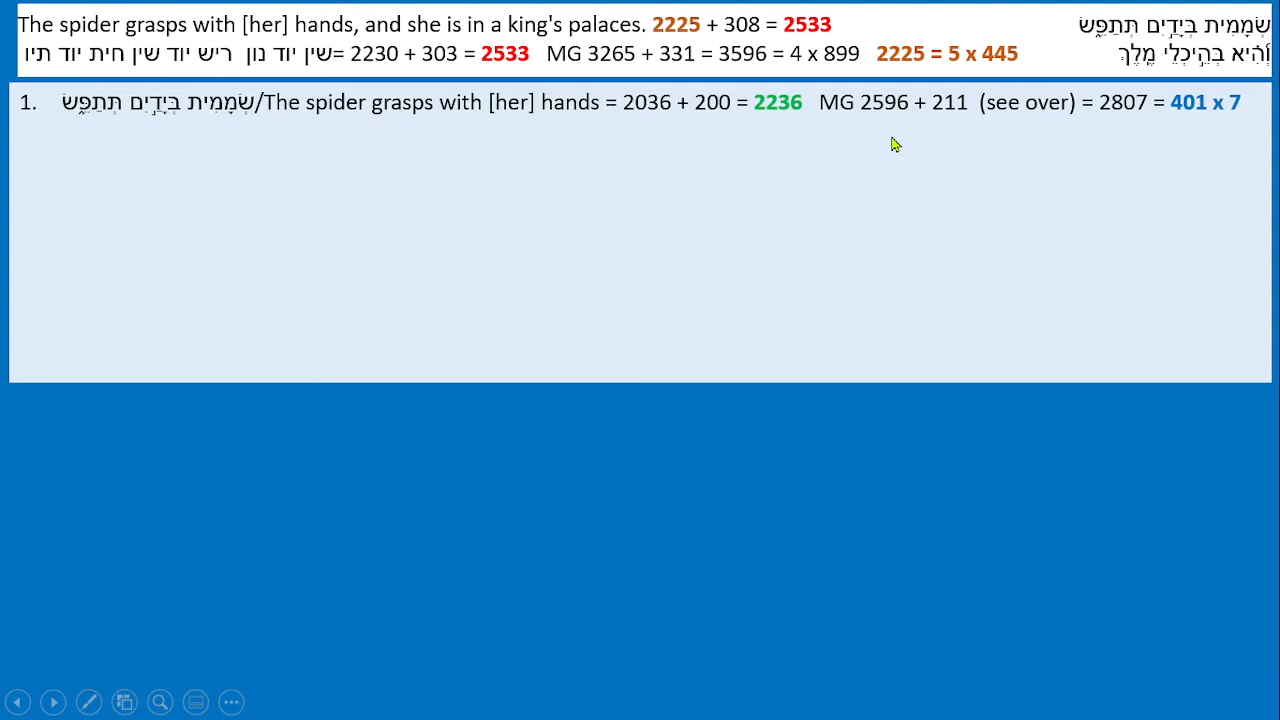 The spider grasps with [her] hands, and she is in a king's palaces. 2225 + 308 = 2533 שְׂמָמִית בְּיָדַיִם תְּתַפֵּשׂ
שין יוד נון ריש יוד שין חית יוד תיו = 2230 + 303 = 2533 MG 3265 + 331 = 3596 = 4 x 899 2225 = 5 x 445 וְהִיא בְּהֵיכְלֵי מֶלֶךְ
1. שְׂמָמִית בְּיָדַיִם תְּתַפֵּשׂ/The spider grasps with [her] hands = 2036 + 200 = 2236 MG 2596 + 211 (see over) = 2807 = 401 x 7